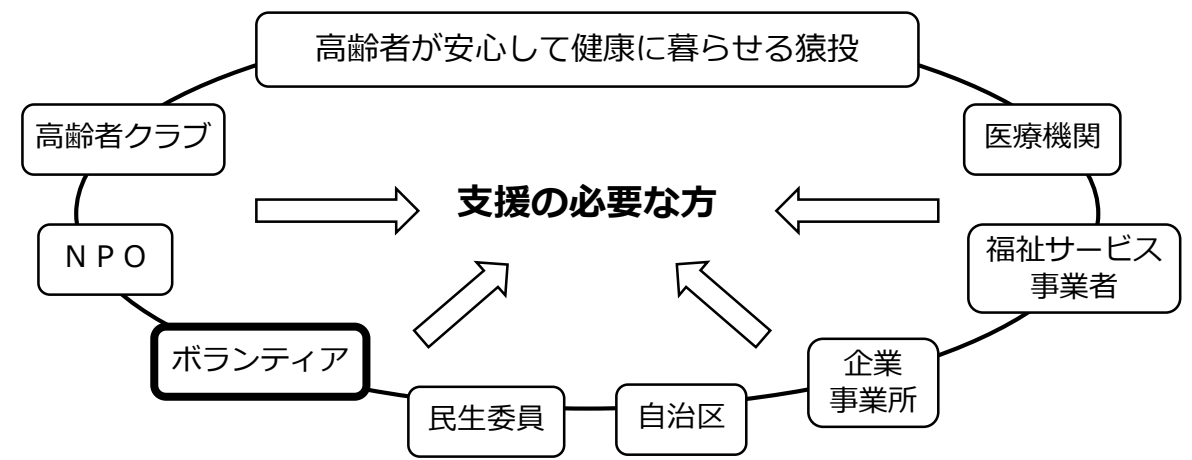 高齢者が安心して健康に暮らせる猿投
高齢者クラブ
医療機関
支援の必要な方
ＮＰＯ
福祉サービス
事業者
ボランティア
企業
事業所
民生委員
自治区